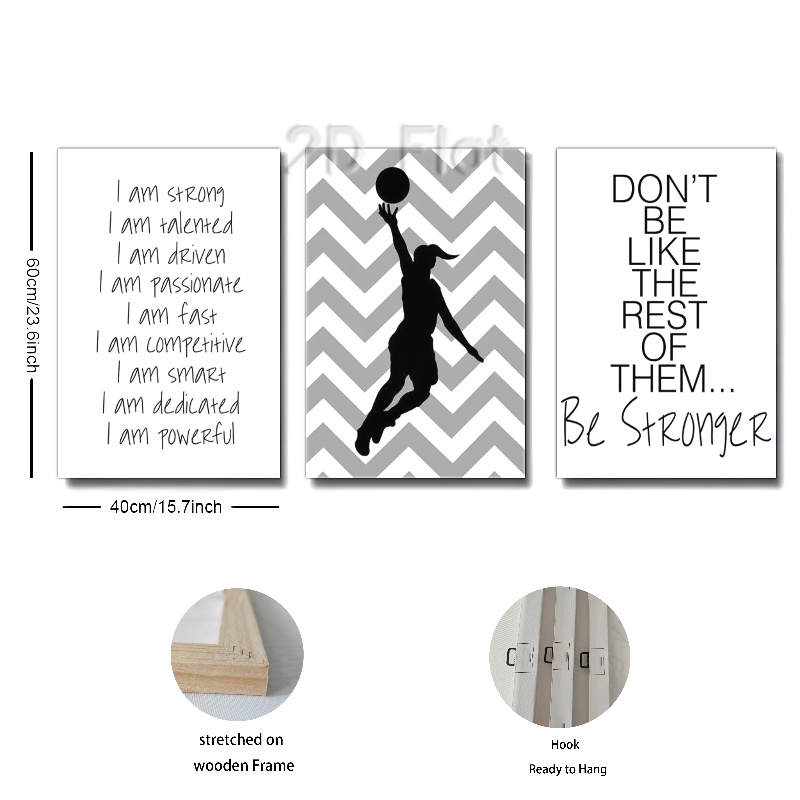 2D Flat
60cm/23.6inch
I am strong
I am talented
I am driven
I am passionate
I am fast
I am competitive
I am smart
I am dedicated
I am powerful
DON'T
BE
LIKE
THE
REST
OF
THEM...
Be Stronger
40cm/15.7inch
stretched on
wooden Frame
Hook
Ready to Hang